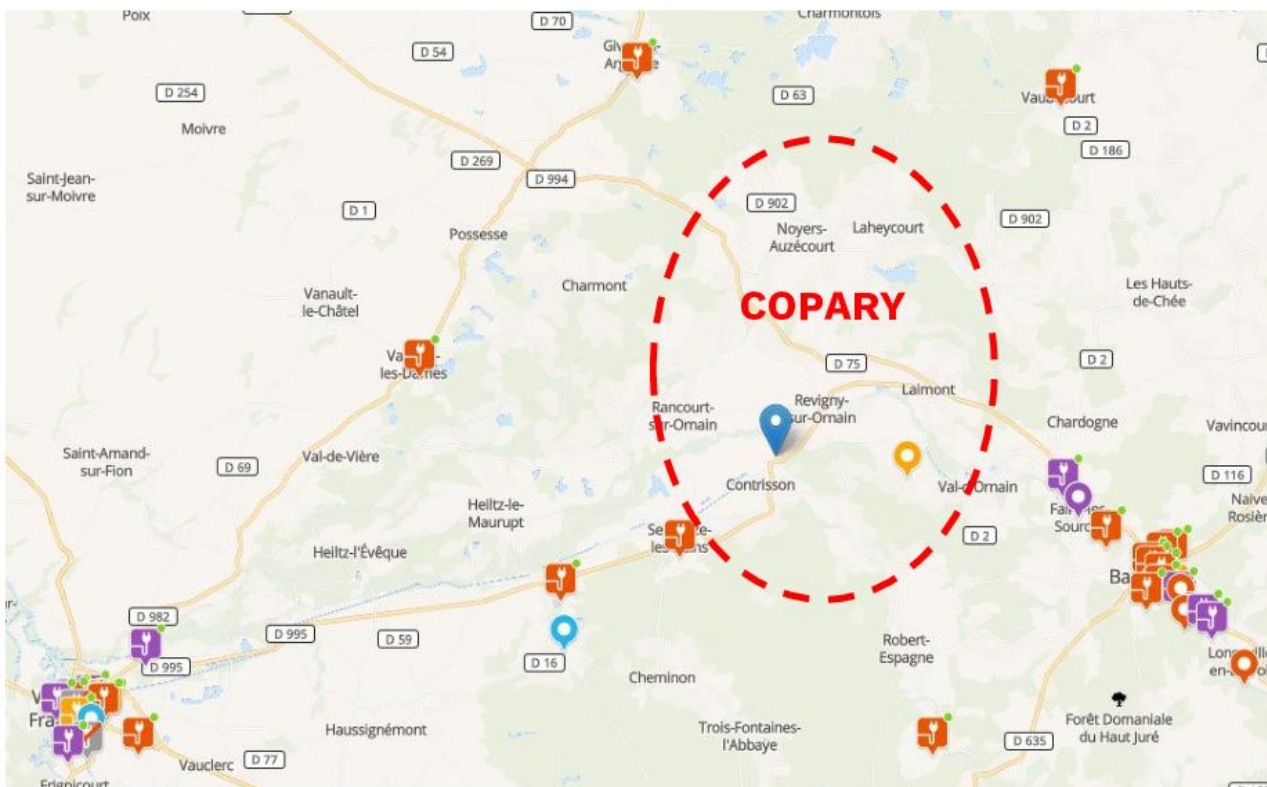 Poix
D 70
Charmontois
D 54
D 254
D 63
Moivre
D 2
D 186
D 269
D 994
Saint-Jean-
sur-Moivre
D 1
D 902
D 902
Noyers-
Auzécourt
Laheycourt
Possesse
Charmont
Vanault-
le-Châtel
Les Hauts-
de-Chée
COPARY
les-Dames
D 75
D 2
Laimont
Rancourt-
sur-Ornain
Revigny-
sur-Ornain
Chardogne
Saint-Amand-
sur-Fion
D 69
Val-de-Vière
D 116
Contrisson
Val-d'Ornain
Heiltz-le-
Maurupt
D 2
Heiltz-l'Évêque
D 982
D 995
D 59
D 995
D 16
Robert-
Espagne
Cheminon
Haussignémont
Trois-Fontaines-
l'Abbaye
Forêt Domaniale
du Haut Juré
D 635
Vauclerc
D 77
Frignicourt